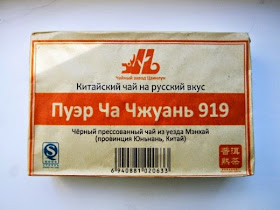 Чайный завод Цзинлун
Китайский чай на русский вкус
Пуэр Ча Чжуань 919
Чёрный прессованный чай из уезда Мэнхай
(провинция Юньнань, Китай)
6940881020633